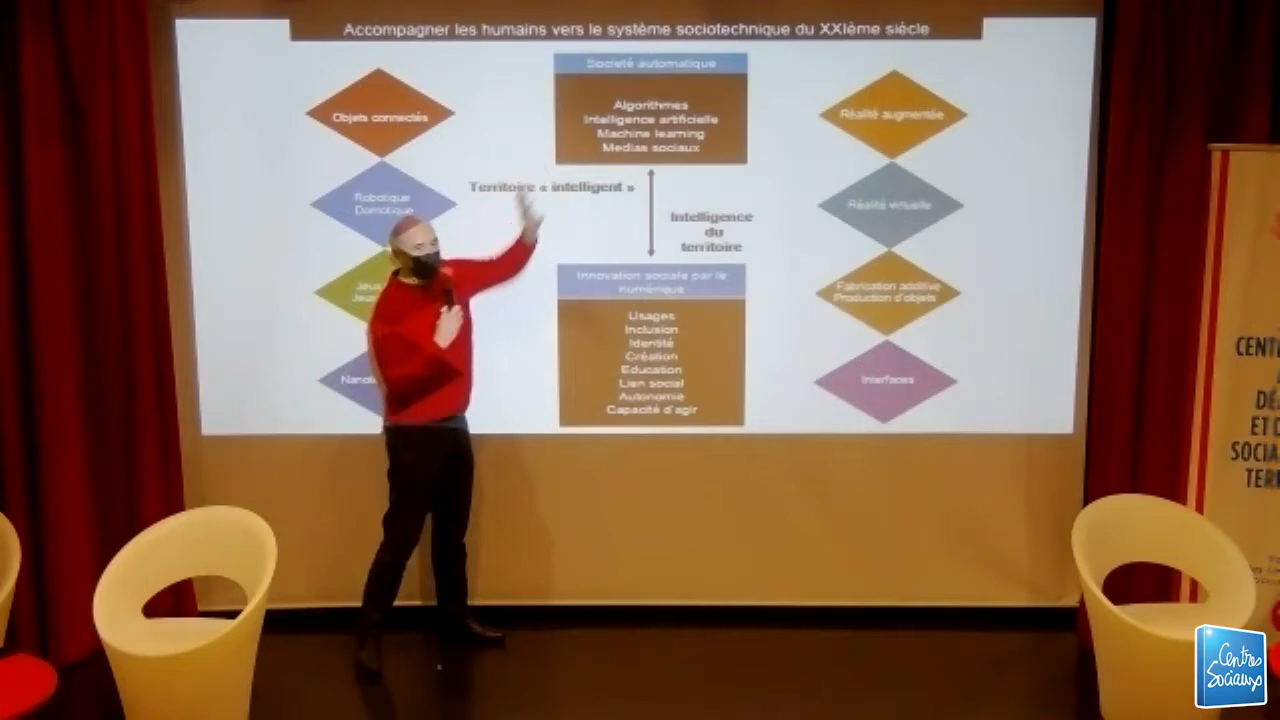 Accompagner les humains vers le système sociotechnique du XXIème siècle
Objets connectés
Robotique
Domotique
Jeux
Société automatique
Algorithmes
Intelligence artificielle
Machine learning
Medias sociaux
Territoire « intelligent »
Intelligence
du
territoire
Innovation sociale par le
numérique
Usages
Inclusion
Identité
Création
Education
Lien social
Autonomie
Capacité d'agir
Réalité augmentée
Réalité virtuelle
Fabrication additive
Production d'objets
Interfaces
CENT
DÉ
ET D
SOCIA
TERR
Centres
Sociaux